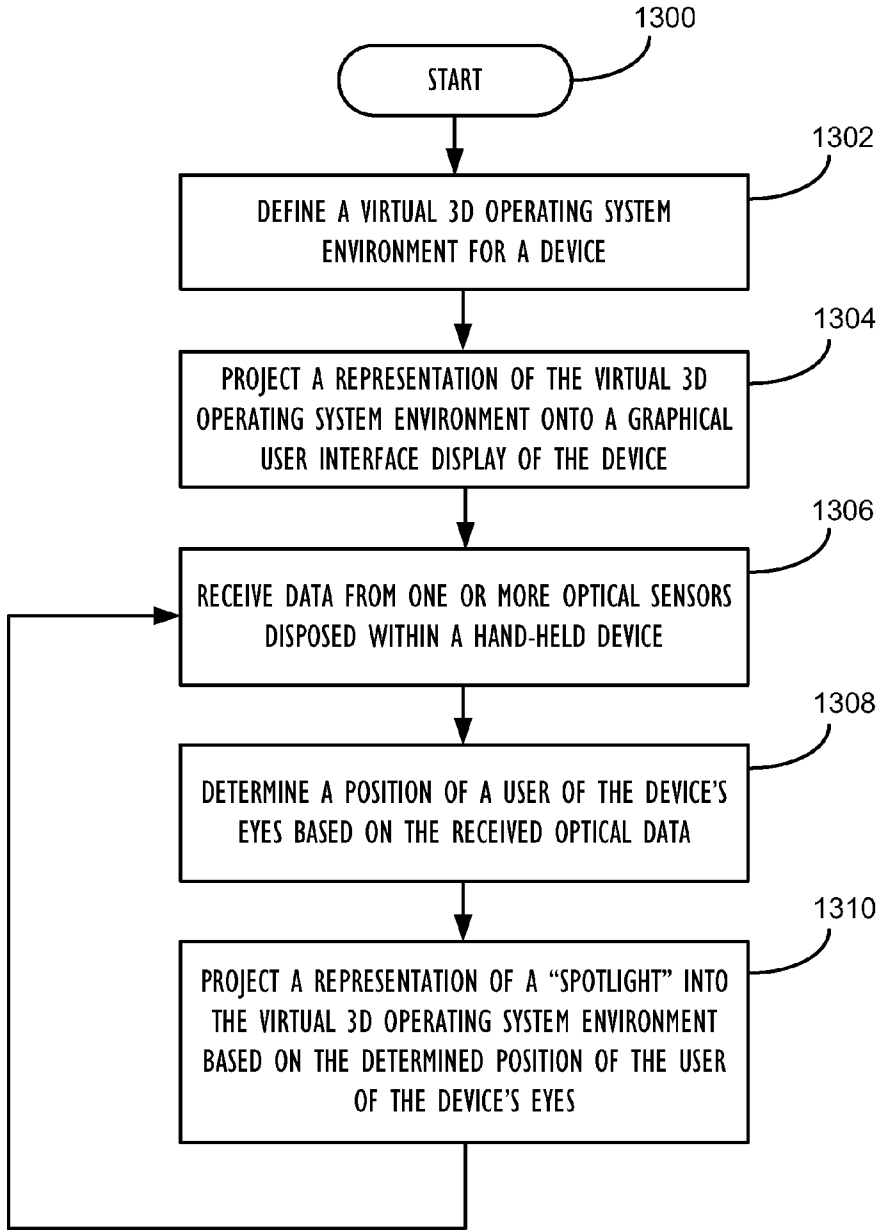 1300
START
1302
DEFINE A VIRTUAL 3D OPERATING SYSTEM
ENVIRONMENT FOR A DEVICE
1304
PROJECT A REPRESENTATION OF THE VIRTUAL 3D
OPERATING SYSTEM ENVIRONMENT ONTO A GRAPHICAL
USER INTERFACE DISPLAY OF THE DEVICE
1306
RECEIVE DATA FROM ONE OR MORE OPTICAL SENSORS
DISPOSED WITHIN A HAND-HELD DEVICE
1308
DETERMINE A POSITION OF A USER OF THE DEVICE'S
EYES BASED ON THE RECEIVED OPTICAL DATA
1310
PROJECT A REPRESENTATION OF A “SPOTLIGHT” INTO
THE VIRTUAL 3D OPERATING SYSTEM ENVIRONMENT
BASED ON THE DETERMINED POSITION OF THE USER
OF THE DEVICE'S EYES